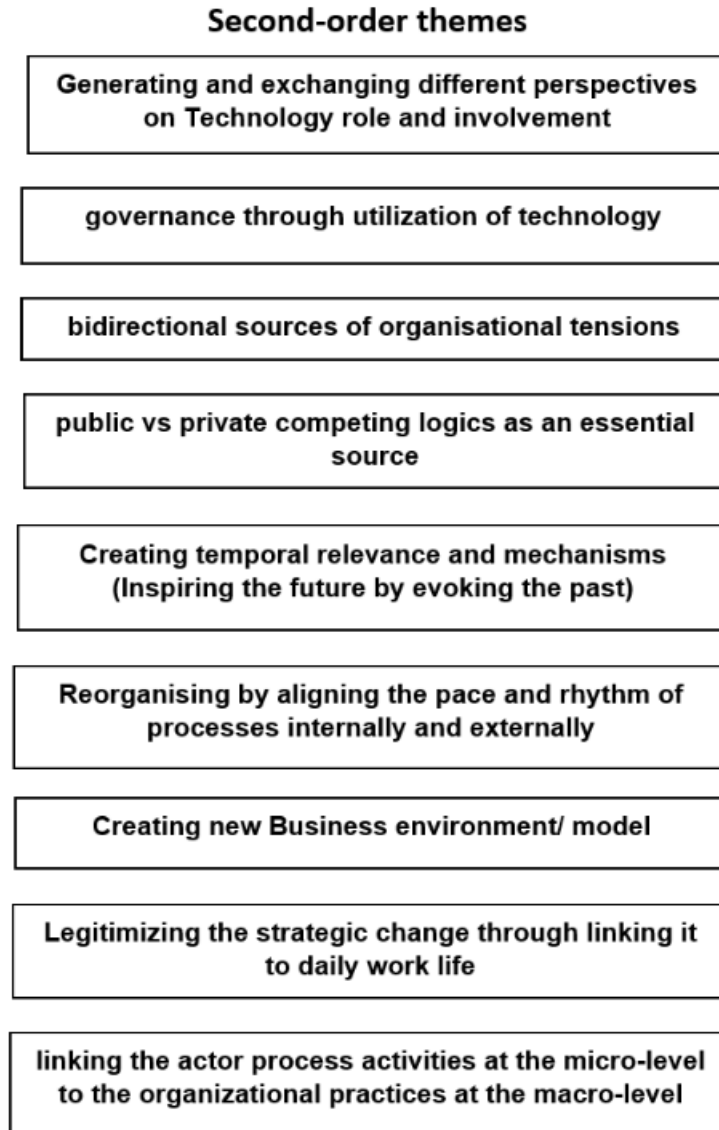 Second-order themes
Generating and exchanging different perspectives
on Technology role and involvement
governance through utilization of technology
bidirectional sources of organisational tensions
public vs private competing logics as an essential
source
Creating temporal relevance and mechanisms
(Inspiring the future by evoking the past)
Reorganising by aligning the pace and rhythm of
processes internally and externally
Creating new Business environment/ model
Legitimizing the strategic change through linking it
to daily work life
linking the actor process activities at the micro-level
to the organizational practices at the macro-level